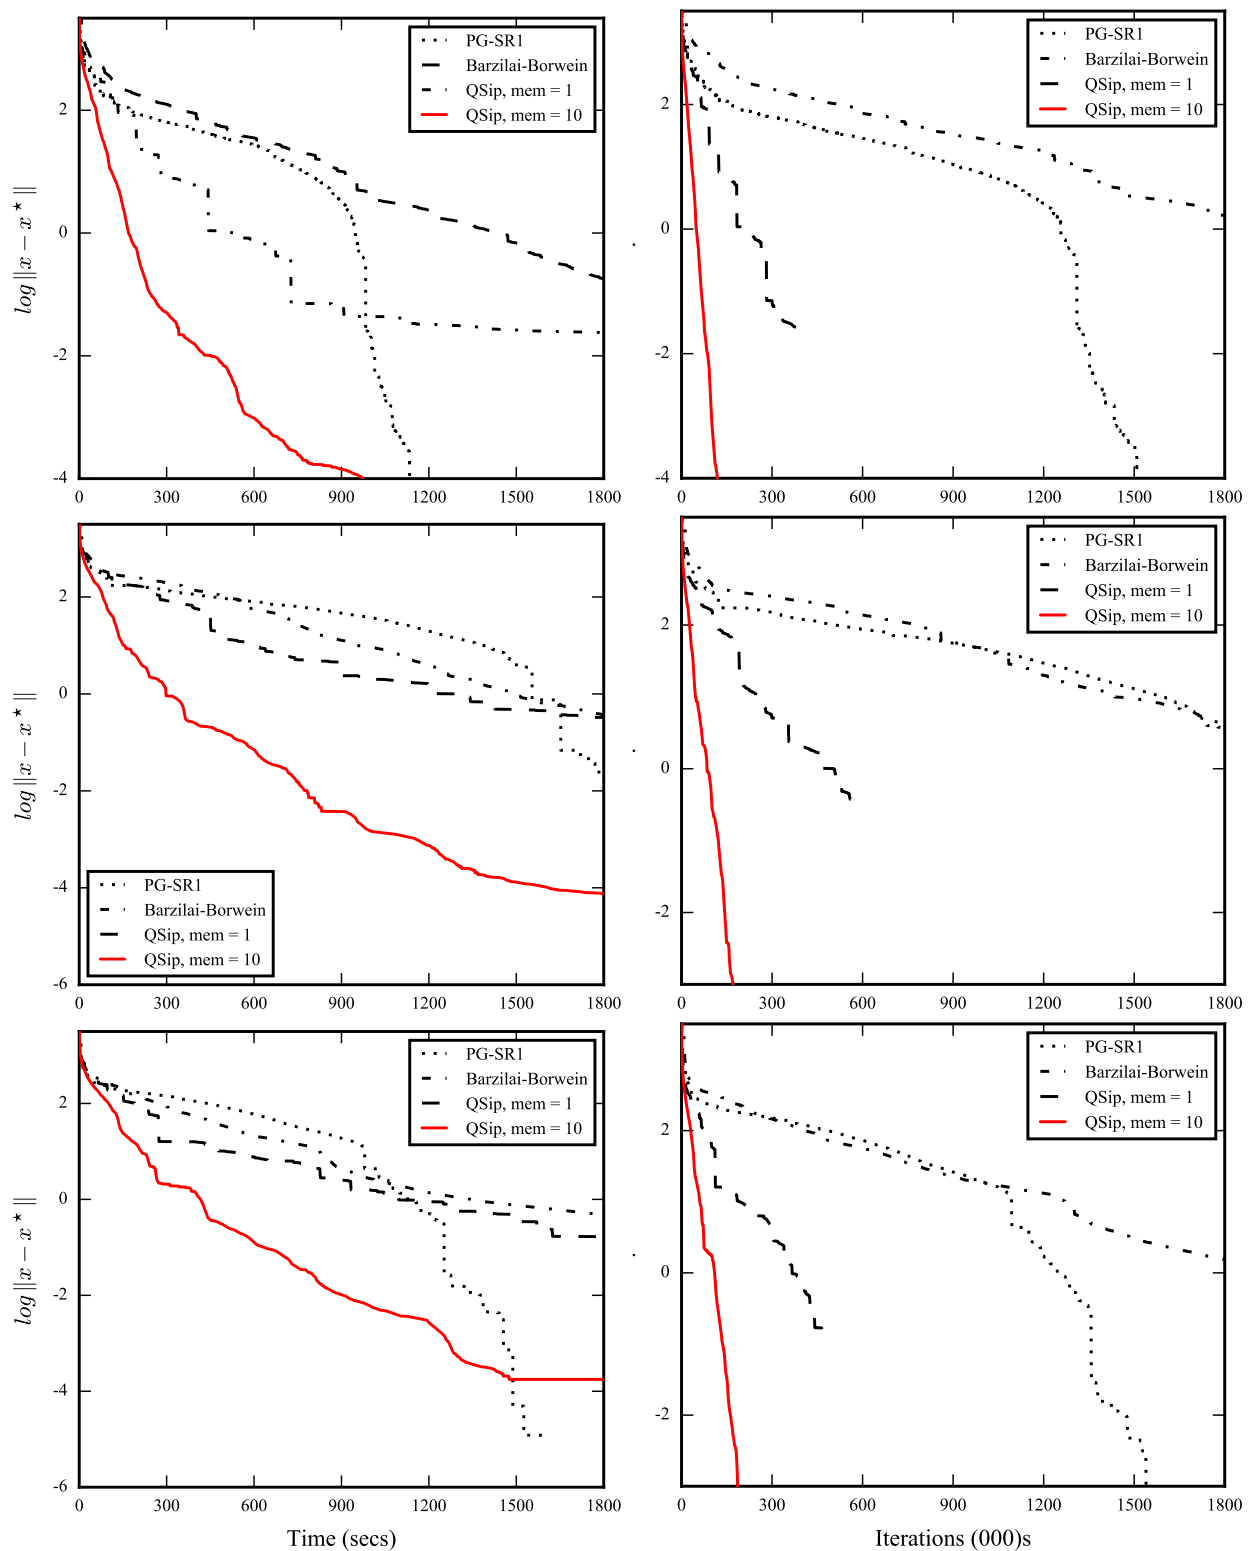 PG-SR1
Barzilai-Borwein
QSip, mem = 1
QSip, mem = 10
2
0
-2
-4
0 300 600 900 1200 1500 1800
log ||x − x⋆||
PG-SR1
Barzilai-Borwein
QSip, mem = 1
QSip, mem = 10
2
0
-2
-4
0 300 600 900 1200 1500 1800
PG-SR1
Barzilai-Borwein
QSip, mem = 1
QSip, mem = 10
2
0
-2
-4
-6
0 300 600 900 1200 1500 1800
log ||x − x⋆||
PG-SR1
Barzilai-Borwein
QSip, mem = 1
QSip, mem = 10
2
0
-2
0 300 600 900 1200 1500 1800
PG-SR1
Barzilai-Borwein
QSip, mem = 1
QSip, mem = 10
2
0
-2
-4
-6
0 300 600 900 1200 1500 1800
log ||x − x⋆||
Time (secs)
PG-SR1
Barzilai-Borwein
QSip, mem = 1
QSip, mem = 10
2
0
-2
0 300 600 900 1200 1500 1800
Iterations (000)s